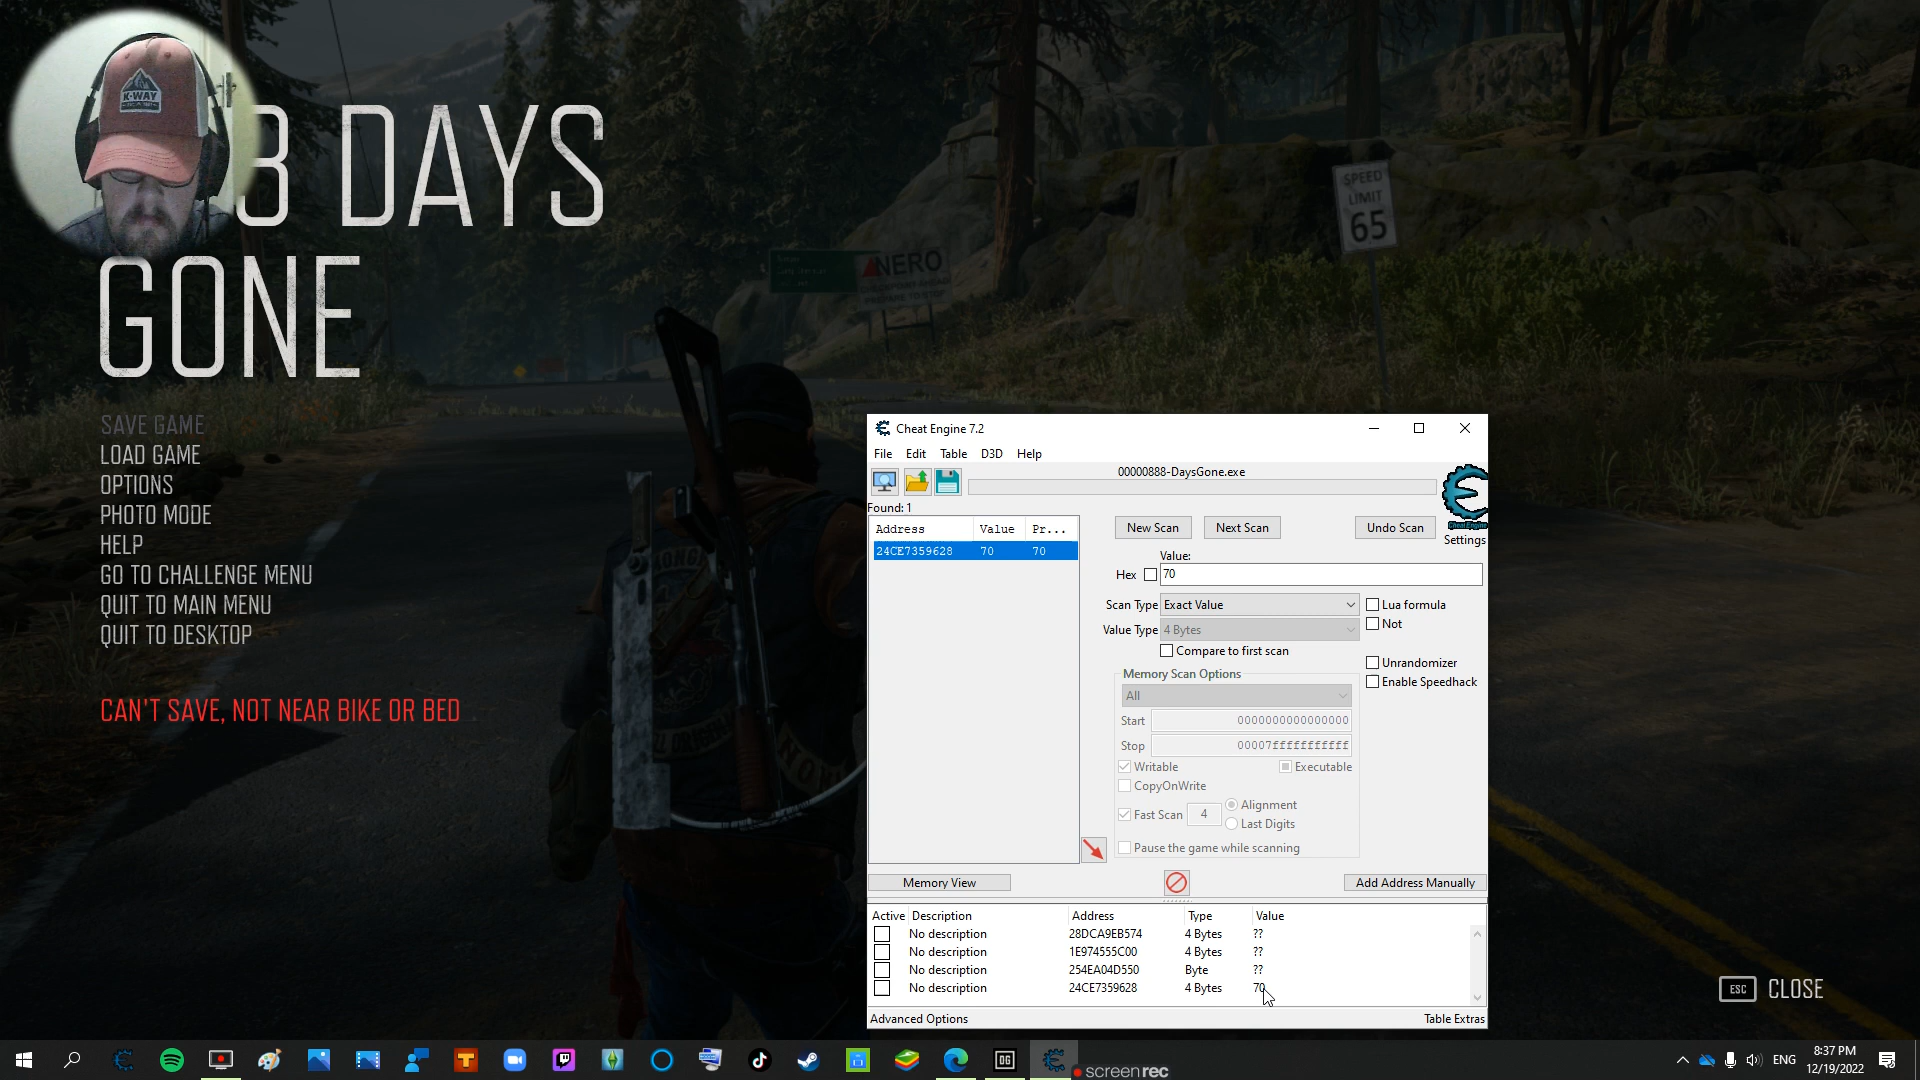 K-WAY
3 DAYS
GONE
SAVE GAME
LOAD GAME
OPTIONS
PHOTO MODE
HELP
GO TO CHALLENGE MENU
QUIT TO MAIN MENU
QUIT TO DESKTOP
CAN'T SAVE, NOT NEAR BIKE OR BED
SPEED
LIMIT
65
NERO
PREPARE TO STOP
Cheat Engine 7.2
File Edit Table D3D Help
00000888-DaysGone.exe
Found: 1
Address Value Pr...
24CE7359628 70 70
New Scan Next Scan Undo Scan
Cheat Engine
Settings
Value:
Hex 70
Scan Type Exact Value
Lua formula
Value Type 4 Bytes
Not
Compare to first scan
Memory Scan Options
All
Unrandomizer
Enable Speedhack
Start 0000000000000000
Stop 00007fffffffffff
Writable Executable
CopyOnWrite
Fast Scan 4 Alignment
Last Digits
Pause the game while scanning
Memory View Add Address Manually
Active Description Address Type Value
No description 28DCA9EB574 4 Bytes ??
No description 1E974555C00 4 Bytes ??
No description 254EA04D550 Byte ??
No description 24CE7359628 4 Bytes 70
Advanced Options Table Extras
ESC CLOSE
ENG
8:37 PM
12/19/2022
screenrec